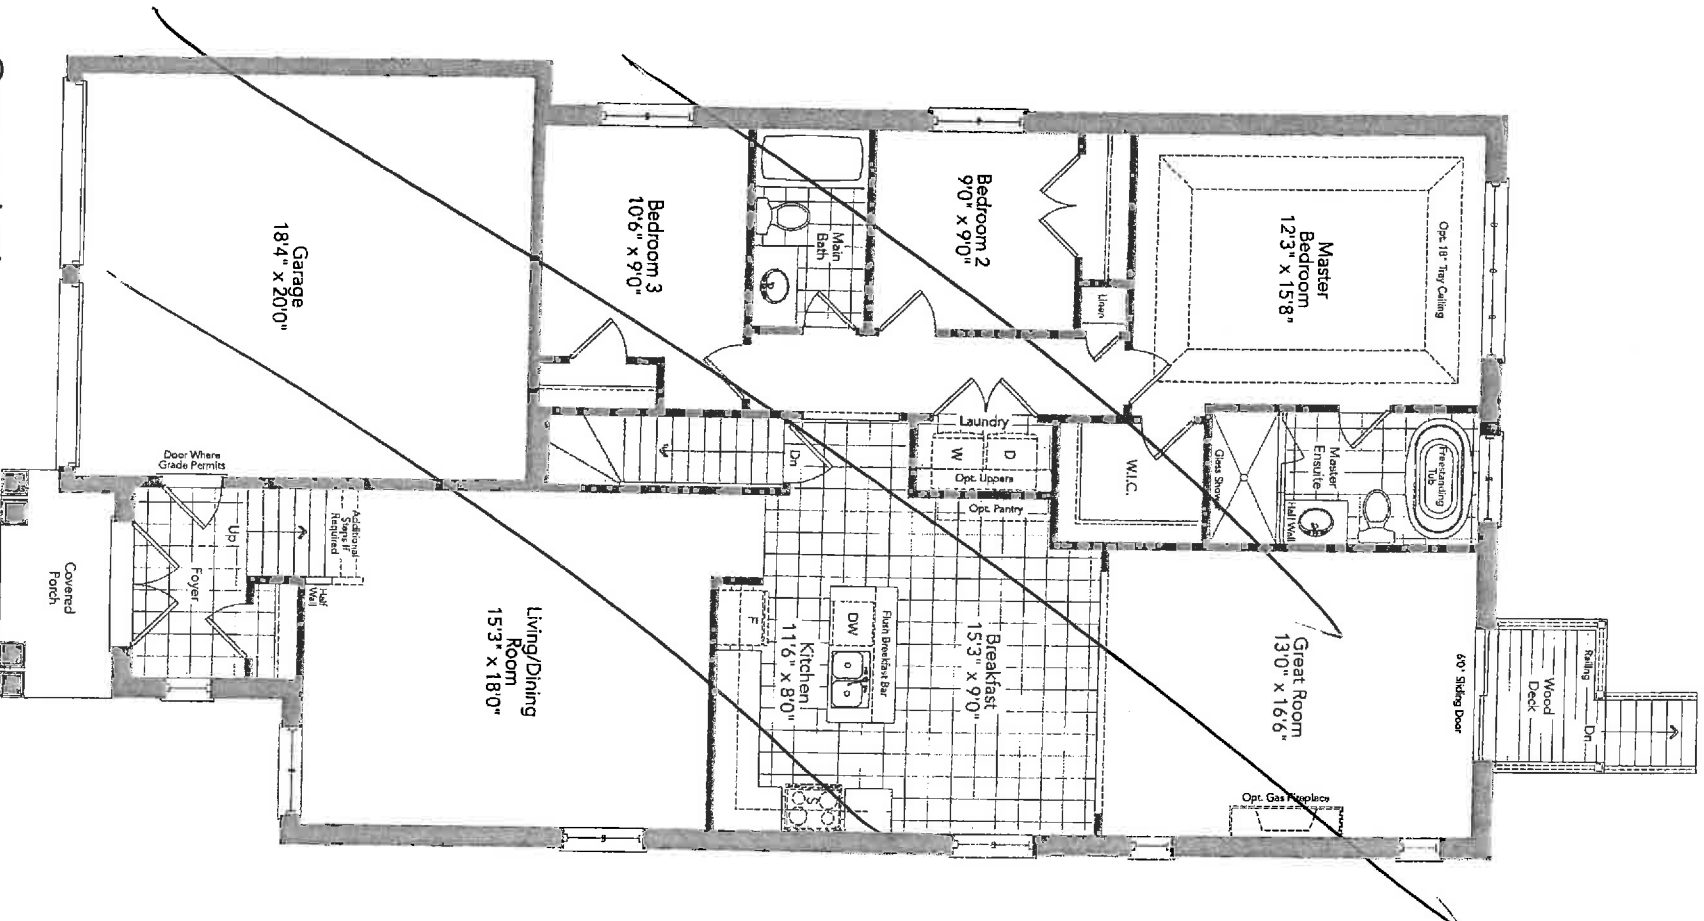 Garage
18'4" x 20'0"
Bedroom 3
10'6" x 9'0"
Main
Bath
Bedroom 2
9'0" x 9'0"
Linen
Master
Bedroom
12'3" x 15'8"
Opt. 18" Tray Ceiling
Door Where
Grade Permits
Up
Additional
Steps if
Required
Foyer
Half
Wall
Covered
Porch
Dn
Laundry
W
D
Opt. Uppers
Opt. Pantry
W.I.C.
Glass Shower
Master
Ensuite
Half Wall
Freestanding
Tub
Living/Dining
Room
15'3" x 18'0"
F
DW
Flush Breakfast Bar
Kitchen
11'6" x 8'0"
Breakfast
15'3" x 9'0"
Great Room
13'0" x 16'6"
6'0" Sliding Door
Opt. Gas Fireplace
Railing
Wood
Deck
Dn